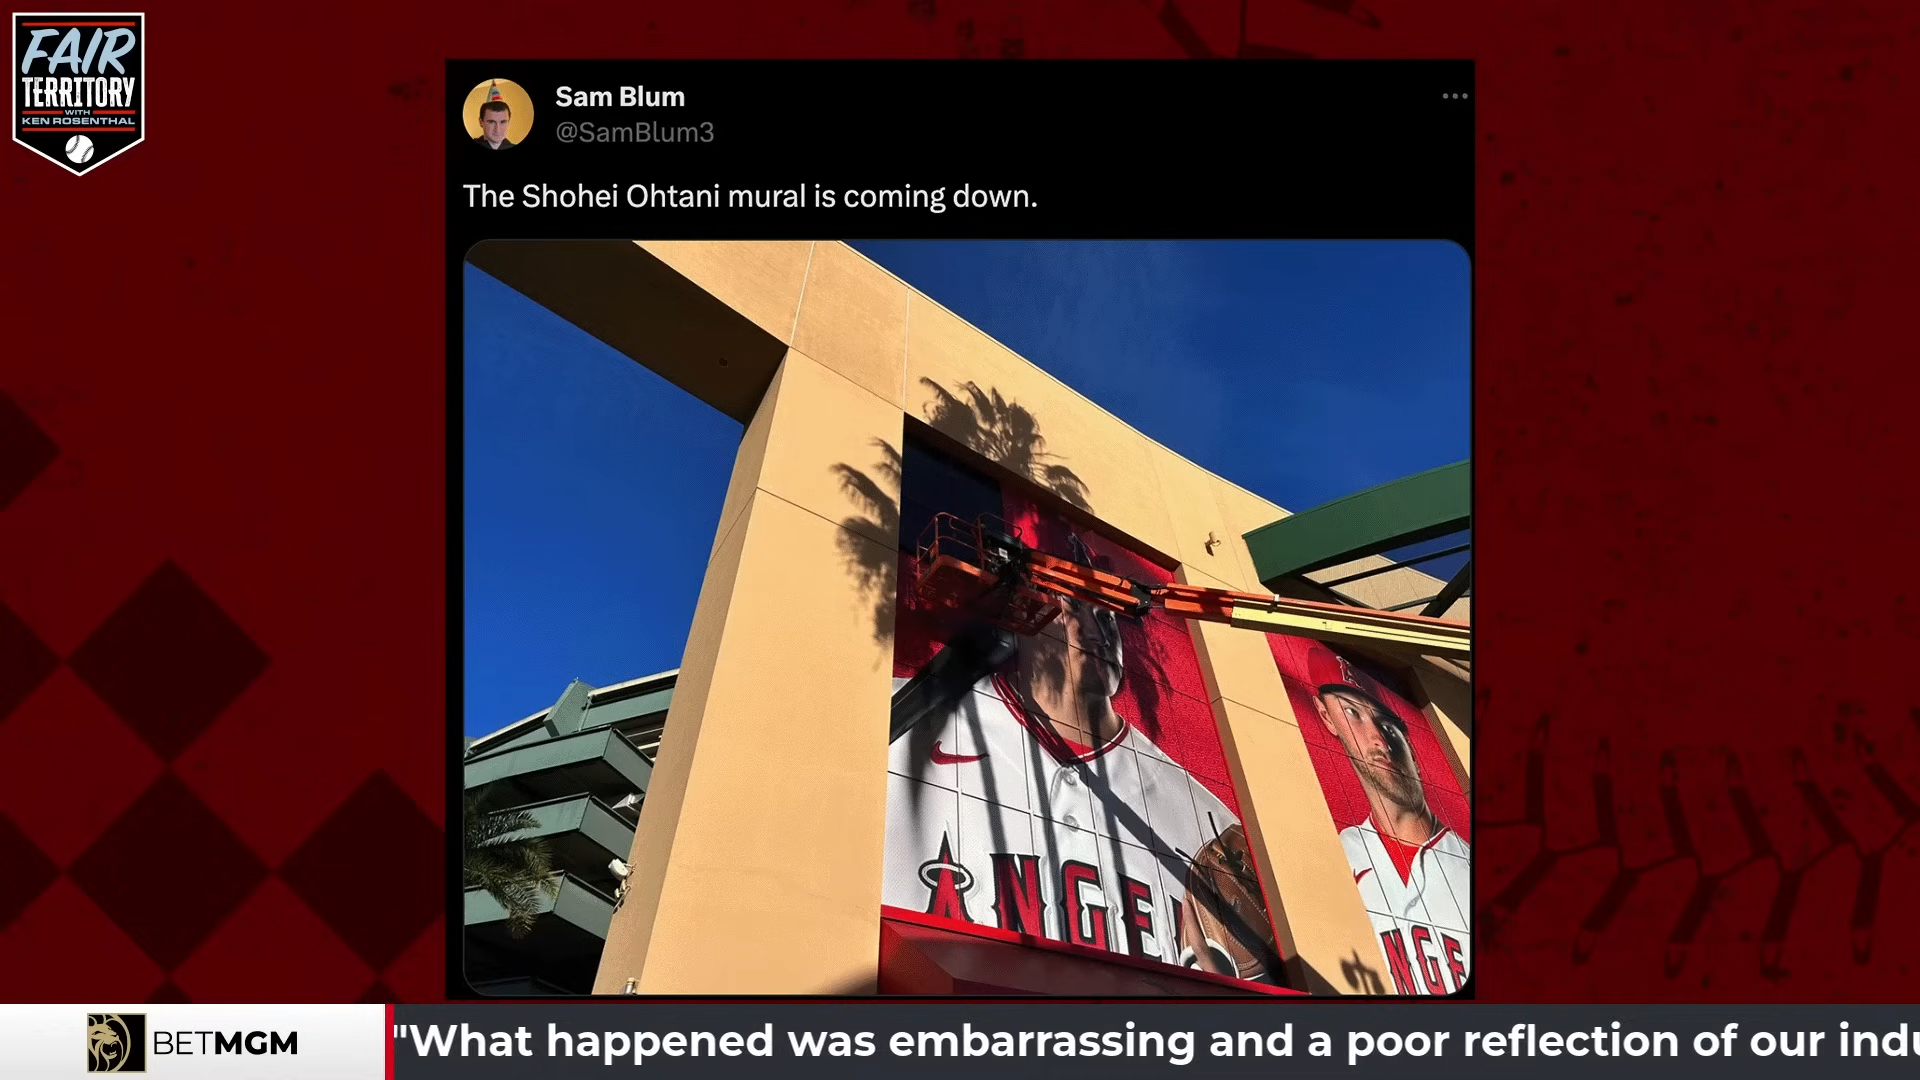 FAIR
TERRITORY
WITH
KEN ROSENTHAL
Sam Blum
@SamBlum3
The Shohei Ohtani mural is coming down.
ANGE
NGE
BETMGM
"What happened was embarrassing and a poor reflection of our indu